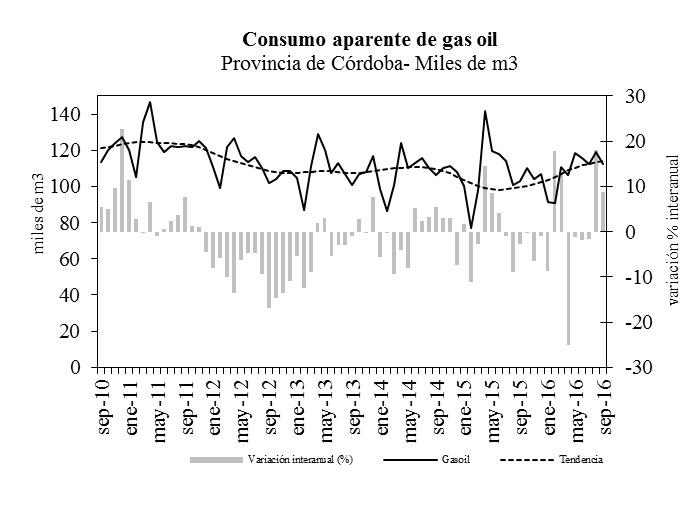 Consumo aparente de gas oil
Provincia de Córdoba- Miles de m3
miles de m3
140
120
100
80
60
40
20
0
30
20
10
0
-10
-20
-30
variación % interanual
sep-10
ene-11
may-11
sep-11
ene-12
may-12
sep-12
ene-13
may-13
sep-13
ene-14
may-14
sep-14
ene-15
may-15
sep-15
ene-16
may-16
sep-16
Variación interanual (%) Gasoil Tendencia